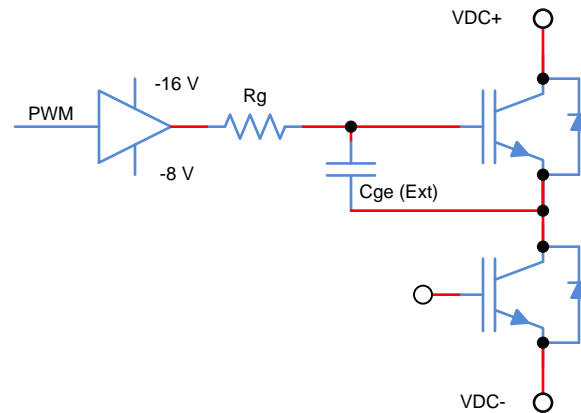 VDC+
-16 V
Rg
PWM
-8 V
Cge (Ext)
VDC-